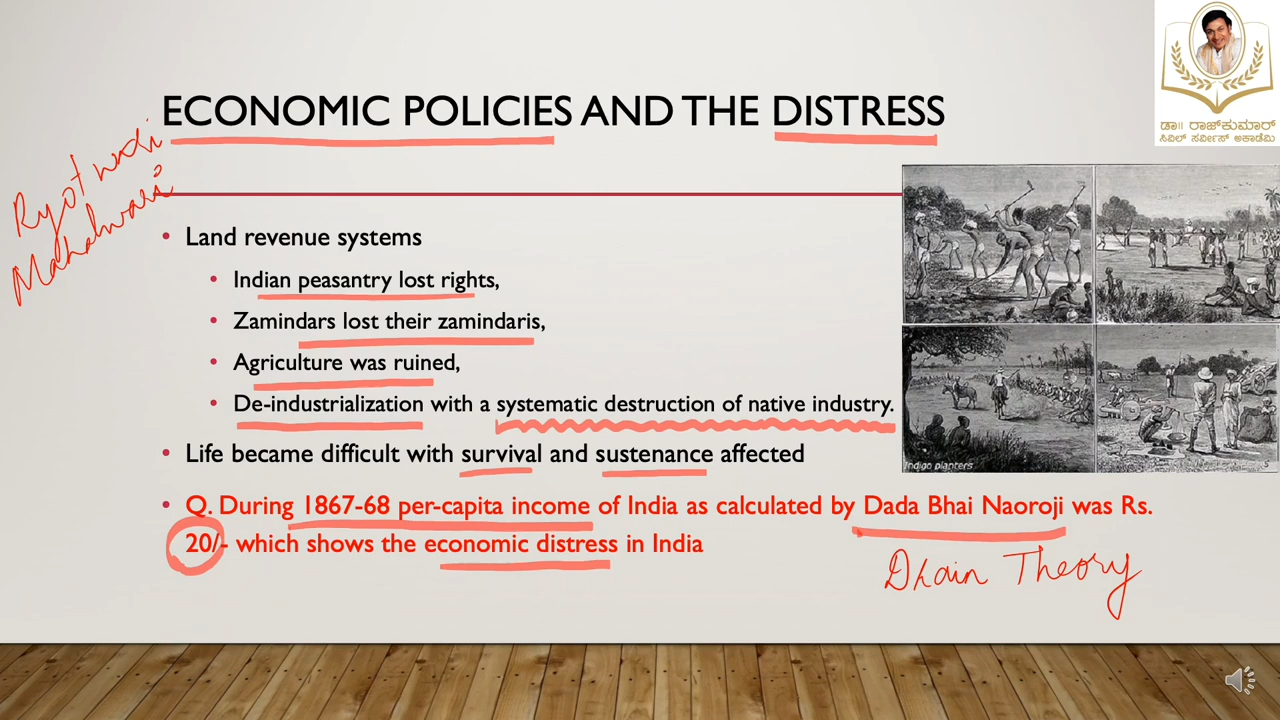 ECONOMIC POLICIES AND THE DISTRESS
ಡಾ|| ರಾಜ್‌ಕುಮಾರ್
ಸಿವಿಲ್ ಸರ್ವೀಸ್ ಅಕಾಡೆಮಿ
Ryotwadi
Mahalwari
• Land revenue systems
• Indian peasantry lost rights,
• Zamindars lost their zamindaris,
• Agriculture was ruined,
• De-industrialization with a systematic destruction of native industry.
Indigo planters
• Life became difficult with survival and sustenance affected
• Q. During 1867-68 per-capita income of India as calculated by Dada Bhai Naoroji was Rs.
20/- which shows the economic distress in India
Drain Theory